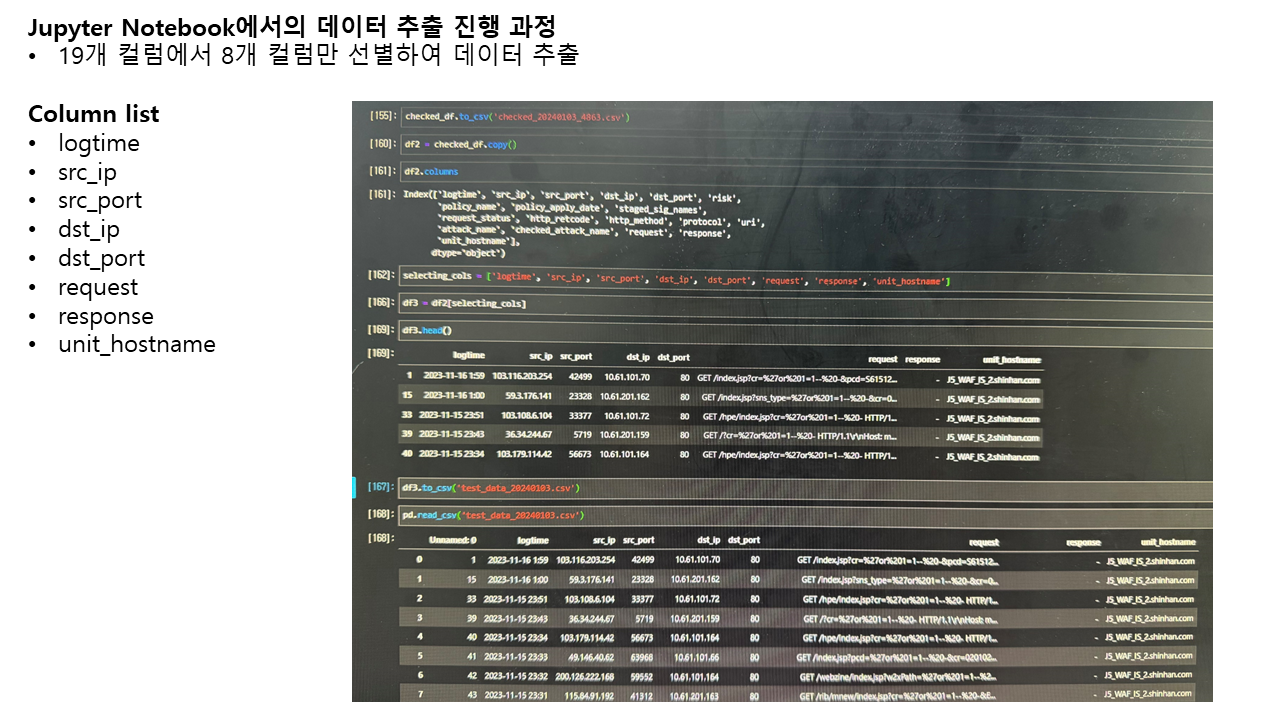 Jupyter Notebook에서의 데이터 추출 진행 과정
• 19개 컬럼에서 8개 컬럼만 선별하여 데이터 추출
Column list
• logtime
• src_ip
• src_port
• dst_ip
• dst_port
• request
• response
• unit_hostname
[155]: checked_df.to_csv('checked_20240103_4863.csv')
[160]: df2 = checked_df.copy()
[161]: df2.columns
[161]: Index(['logtime', 'src_ip', 'src_port', 'dst_ip', 'dst_port', 'risk',
'policy_name', 'policy_apply_date', 'staged_sig_names',
'request_status', 'http_retcode', 'http_method', 'protocol', 'uri',
'attack_name', 'checked_attack_name', 'request', 'response',
'unit_hostname'],
dtype='object')
[162]: selecting_cols = ['logtime', 'src_ip', 'src_port', 'dst_ip', 'dst_port', 'request', 'response', 'unit_hostname']
[166]: df3 = df2[selecting_cols]
[169]: df3.head()
[169]: logtime src_ip src_port dst_ip dst_port request response unit_hostname
1 2023-11-16 1:59 103.116.203.254 42499 10.61.101.70 80 GET /index.jsp?cr=%27or%201=1--%20-&pcd=S61512... - JS_WAF_IS_2.shinhan.com
15 2023-11-16 1:00 59.3.176.141 23328 10.61.201.162 80 GET /index.jsp?sns_type=%27or%201=1--%20-&cr=0... - JS_WAF_IS_2.shinhan.com
33 2023-11-15 23:51 103.108.6.104 33377 10.61.101.72 80 GET /hpe/index.jsp?cr=%27or%201=1--%20- HTTP/1... - JS_WAF_IS_2.shinhan.com
39 2023-11-15 23:43 36.34.244.67 5719 10.61.201.159 80 GET /?cr=%27or%201=1--%20- HTTP/1.1\r\nHost: m... - JS_WAF_IS_2.shinhan.com
40 2023-11-15 23:34 103.179.114.42 56673 10.61.101.164 80 GET /hpe/index.jsp?cr=%27or%201=1--%20- HTTP/1... - JS_WAF_IS_2.shinhan.com
[167]: df3.to_csv('test_data_20240103.csv')
[168]: pd.read_csv('test_data_20240103.csv')
[168]: Unnamed: 0 logtime src_ip src_port dst_ip dst_port request response unit_hostname
0 1 2023-11-16 1:59 103.116.203.254 42499 10.61.101.70 80 GET /index.jsp?cr=%27or%201=1--%20-&pcd=S61512... - JS_WAF_IS_2.shinhan.com
1 15 2023-11-16 1:00 59.3.176.141 23328 10.61.201.162 80 GET /index.jsp?sns_type=%27or%201=1--%20-&cr=0... - JS_WAF_IS_2.shinhan.com
2 33 2023-11-15 23:51 103.108.6.104 33377 10.61.101.72 80 GET /hpe/index.jsp?cr=%27or%201=1--%20- HTTP/1... - JS_WAF_IS_2.shinhan.com
3 39 2023-11-15 23:43 36.34.244.67 5719 10.61.201.159 80 GET /?cr=%27or%201=1--%20- HTTP/1.1\r\nHost: m... - JS_WAF_IS_2.shinhan.com
4 40 2023-11-15 23:34 103.179.114.42 56673 10.61.101.164 80 GET /hpe/index.jsp?cr=%27or%201=1--%20- HTTP/1... - JS_WAF_IS_2.shinhan.com
5 41 2023-11-15 23:33 49.146.40.62 63968 10.61.101.66 80 GET /index.jsp?pcd=%27or%201=1--%20-&cr=020102... - JS_WAF_IS_2.shinhan.com
6 42 2023-11-15 23:32 200.126.222.168 59552 10.61.101.164 80 GET /webzine/index.jsp?w2xPath=%27or%201=1--%2... - JS_WAF_IS_2.shinhan.com
7 43 2023-11-15 23:31 115.84.91.192 41312 10.61.201.163 80 GET /rib/mnew/index.jsp?cr=%27or%201=1--%20-&E... - JS_WAF_IS_2.shinhan.com